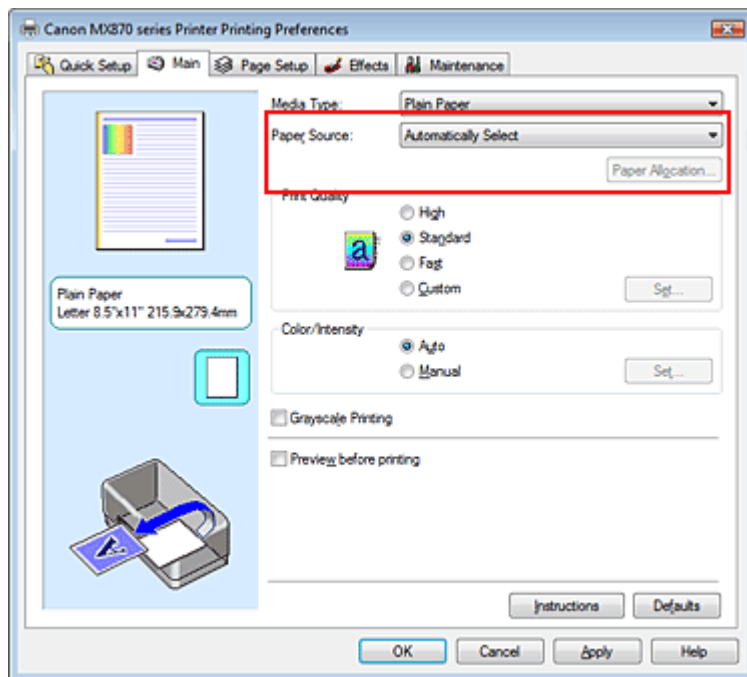 Canon MX870 series Printer Printing Preferences
Quick Setup Main Page Setup Effects Maintenance
Media Type: Plain Paper
Paper Source: Automatically Select
Paper Allocation...
Print Quality
High
a Standard
Fast
Custom Set...
Plain Paper
Letter 8.5"x11" 215.9x279.4mm
Color/Intensity
Auto
Manual Set...
Grayscale Printing
Preview before printing
A
Instructions Defaults
OK Cancel Apply Help